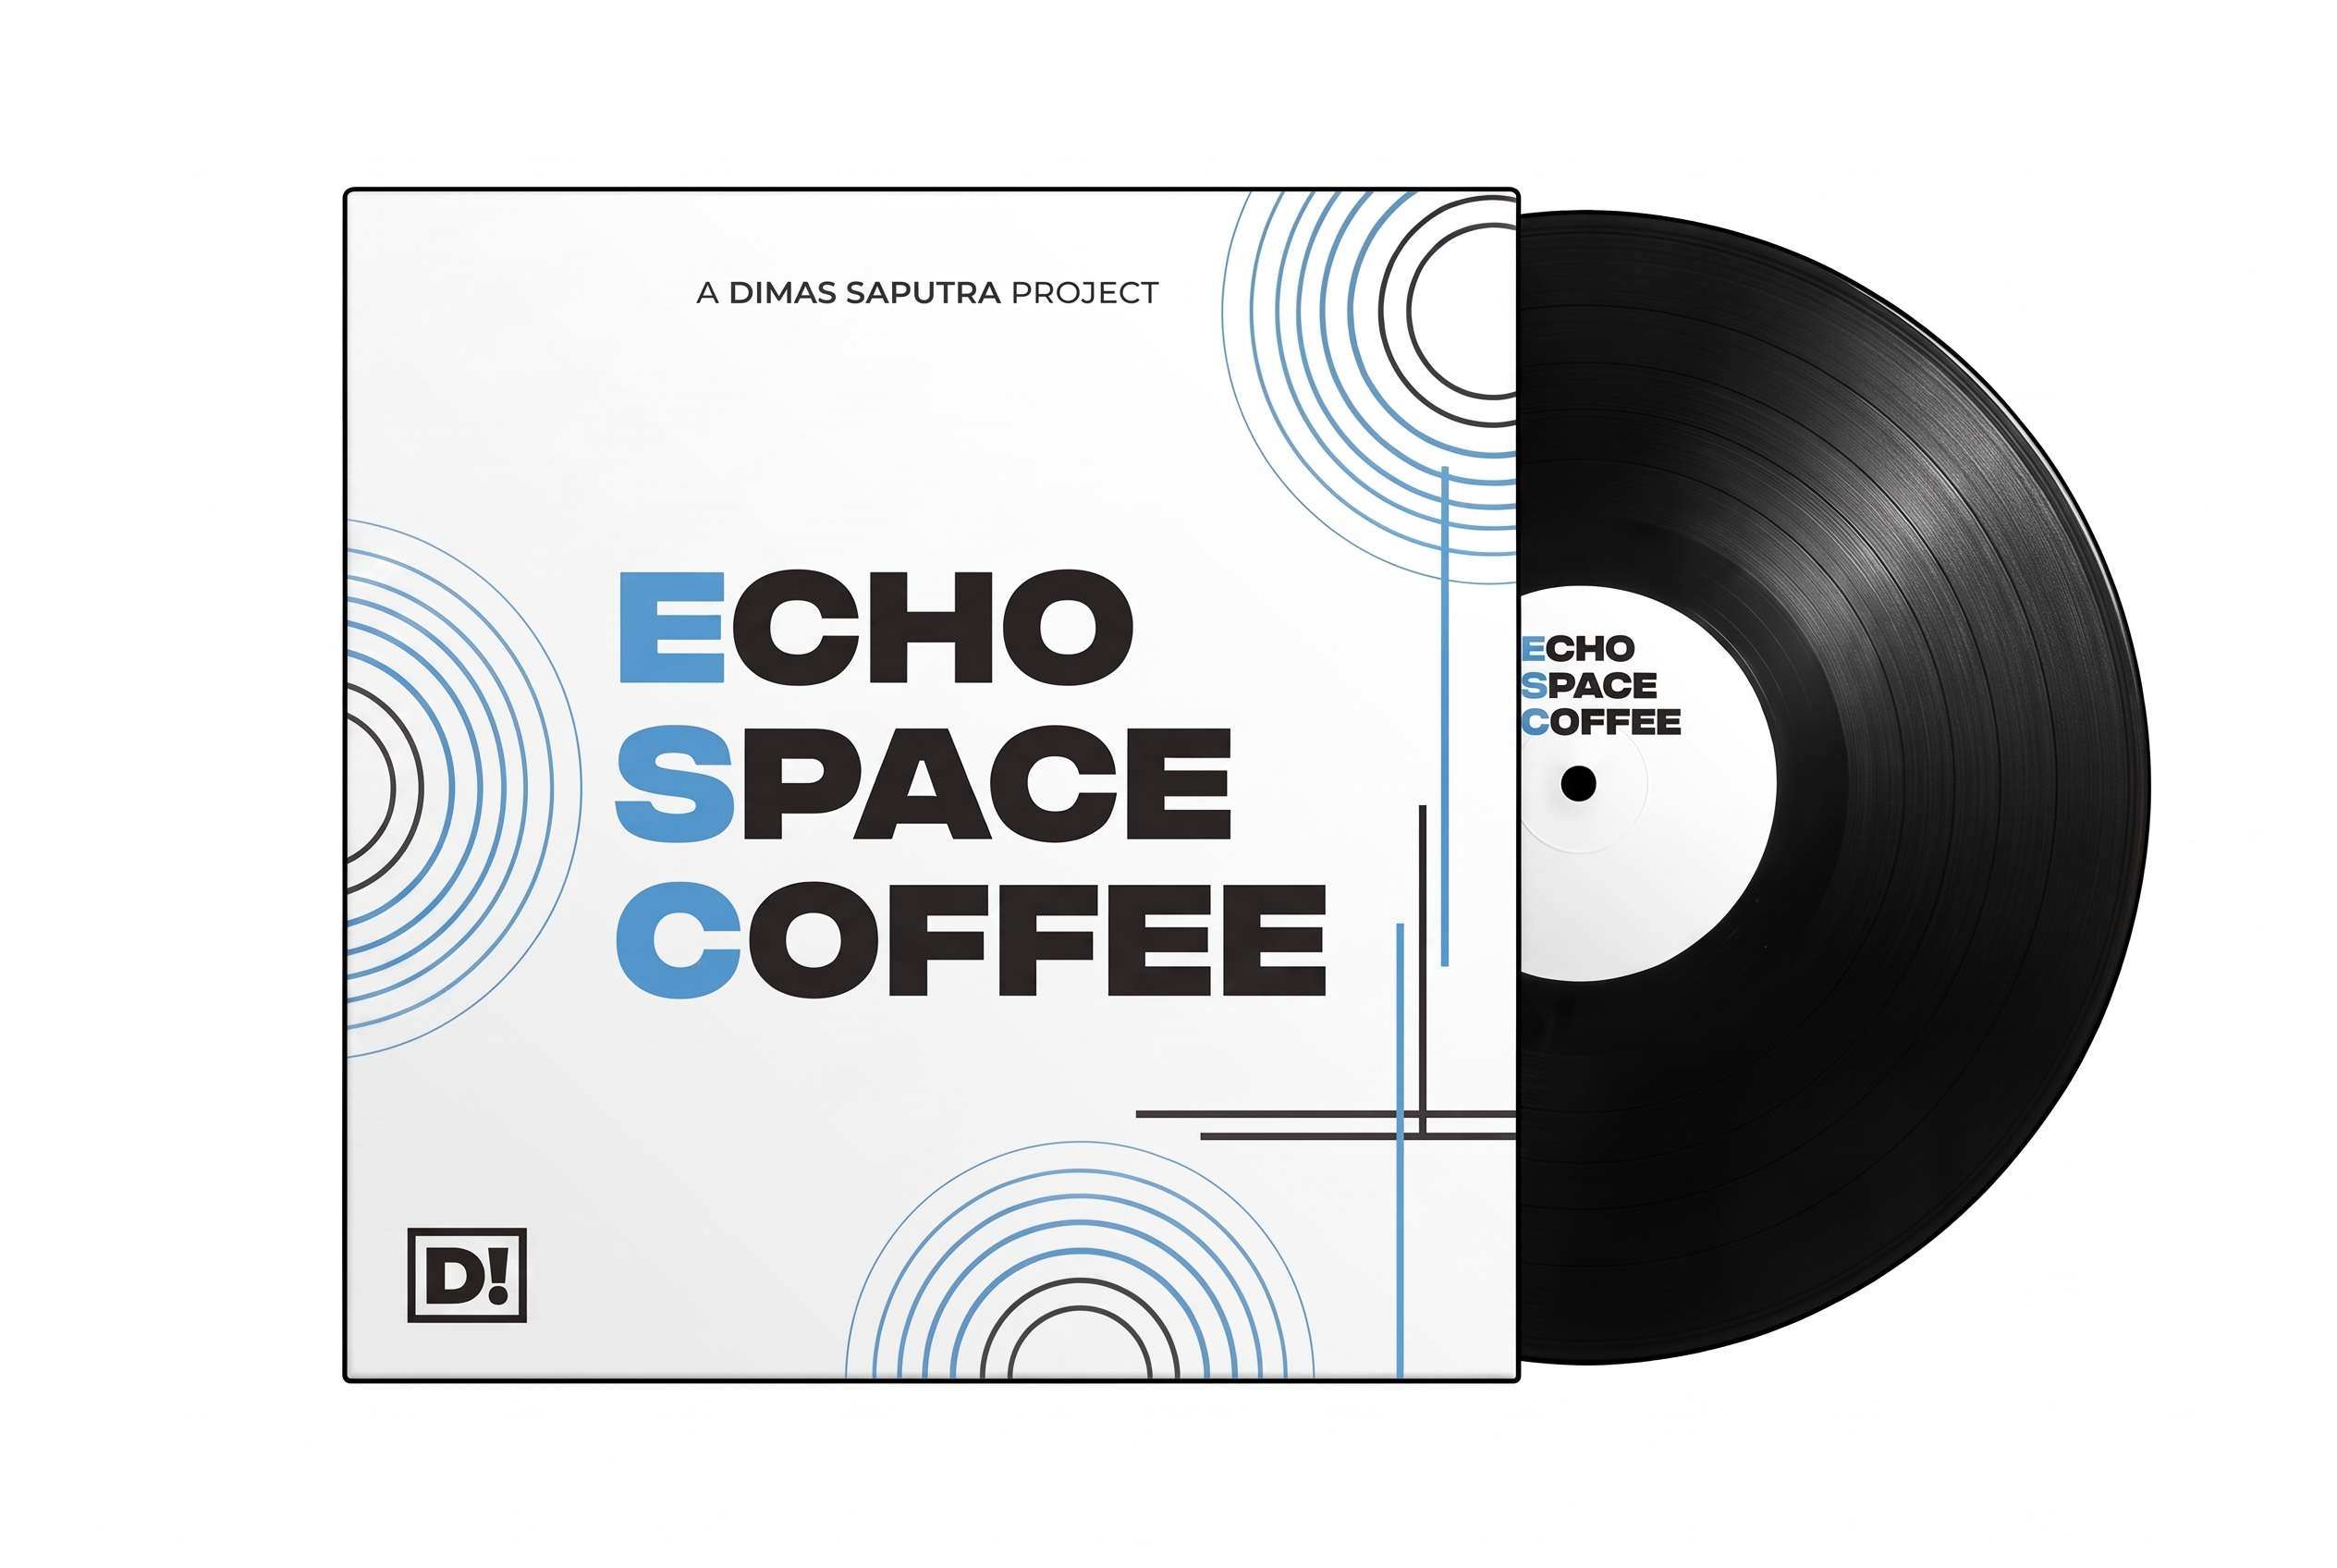 A DIMAS SAPUTRA PROJECT
ECHO
SPACE
COFFEE
D!
ECHO
SPACE
COFFEE